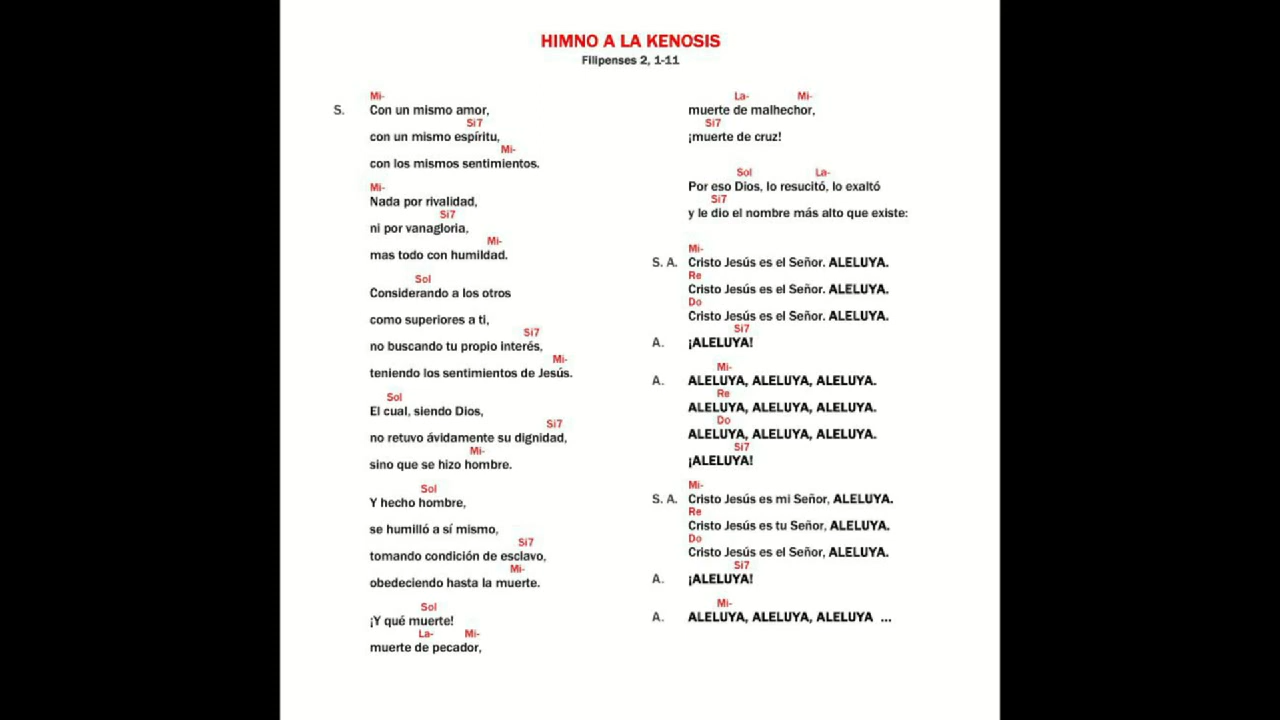 HIMNO A LA KENOSIS
Filipenses 2, 1-11
Mi-
S. Con un mismo amor,
Si7
con un mismo espíritu,
Mi-
con los mismos sentimientos.
Mi-
Nada por rivalidad,
Si7
ni por vanagloria,
Mi-
mas todo con humildad.
Sol
Considerando a los otros
como superiores a ti,
Si7
no buscando tu propio interés,
Mi-
teniendo los sentimientos de Jesús.
Sol
El cual, siendo Dios,
Si7
no retuvo ávidamente su dignidad,
Mi-
sino que se hizo hombre.
Sol
Y hecho hombre,
se humilló a sí mismo,
Si7
tomando condición de esclavo,
Mi-
obedeciendo hasta la muerte.
Sol
¡Y qué muerte!
La- Mi-
muerte de pecador,
La- Mi-
muerte de malhechor,
Si7
¡muerte de cruz!
Sol La-
Por eso Dios, lo resucitó, lo exaltó
Si7
y le dio el nombre más alto que existe:
Mi-
S. A. Cristo Jesús es el Señor. ALELUYA.
Re
Cristo Jesús es el Señor. ALELUYA.
Do
Cristo Jesús es el Señor. ALELUYA.
Si7
A. ¡ALELUYA!
Mi-
A. ALELUYA, ALELUYA, ALELUYA.
Re
ALELUYA, ALELUYA, ALELUYA.
Do
ALELUYA, ALELUYA, ALELUYA.
Si7
¡ALELUYA!
Mi-
S. A. Cristo Jesús es mi Señor, ALELUYA.
Re
Cristo Jesús es tu Señor, ALELUYA.
Do
Cristo Jesús es el Señor, ALELUYA.
Si7
A. ¡ALELUYA!
Mi-
A. ALELUYA, ALELUYA, ALELUYA ...